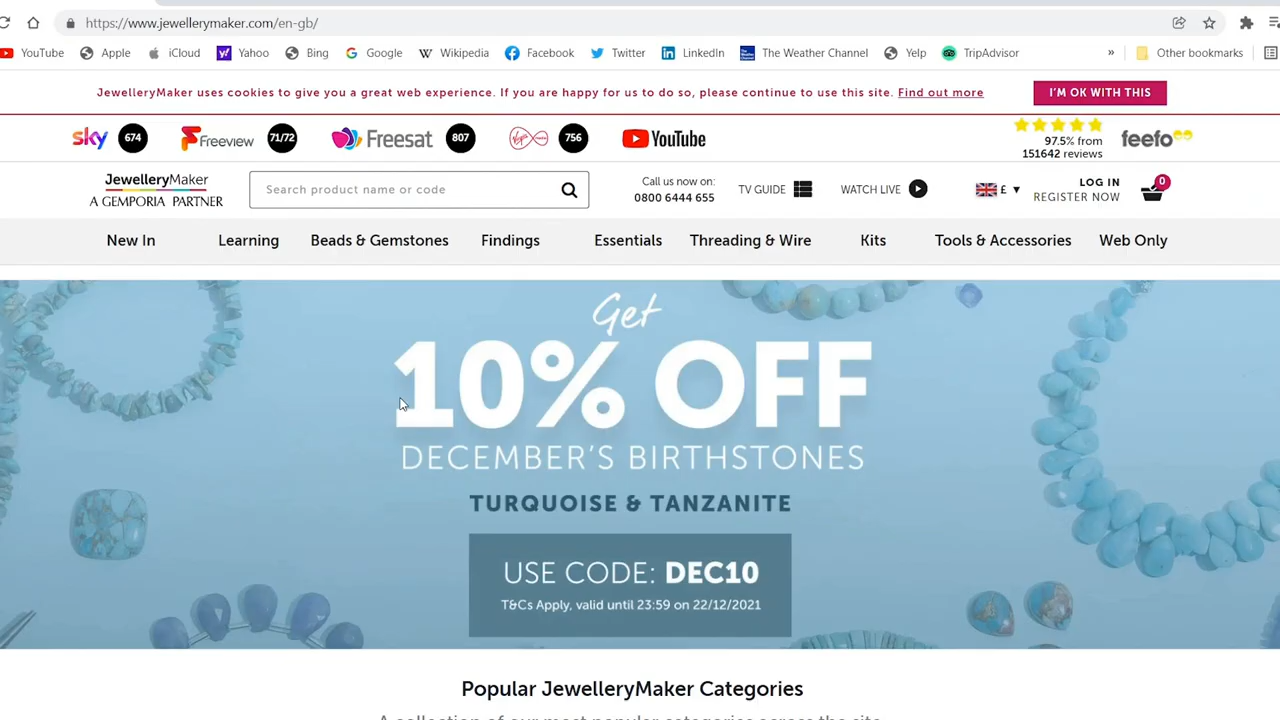 https://www.jewellerymaker.com/en-gb/
YouTube Apple iCloud Yahoo Bing Google Wikipedia Facebook Twitter LinkedIn The Weather Channel Yelp TripAdvisor » Other bookmarks
JewelleryMaker uses cookies to give you a great web experience. If you are happy for us to do so, please continue to use this site. Find out more
I'M OK WITH THIS
sky 674 Freeview 71/72 Freesat 807 756 YouTube
97.5% from
151642 reviews
feefo
JewelleryMaker
A GEMPORIA PARTNER
Search product name or code
Call us now on:
0800 6444 655
TV GUIDE
WATCH LIVE
£ ▼
LOG IN
REGISTER NOW
0
New In Learning Beads & Gemstones Findings Essentials Threading & Wire Kits Tools & Accessories Web Only
Get
10% OFF
DECEMBER'S BIRTHSTONES
TURQUOISE & TANZANITE
USE CODE: DEC10
T&Cs Apply, valid until 23:59 on 22/12/2021
Popular JewelleryMaker Categories
A collection of our most popular categories across the site